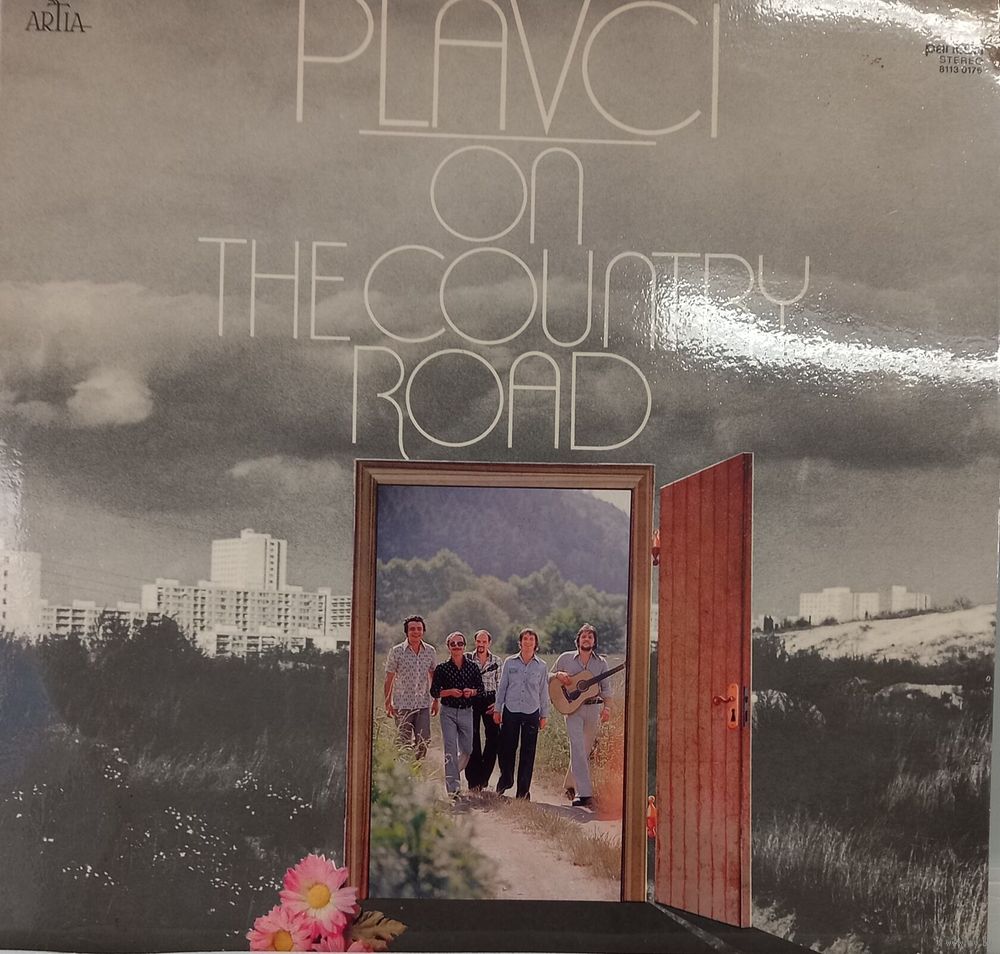 ARTIA
PLAVCI
panton
STEREO
8113 0176
ON
THE COUNTRY
ROAD